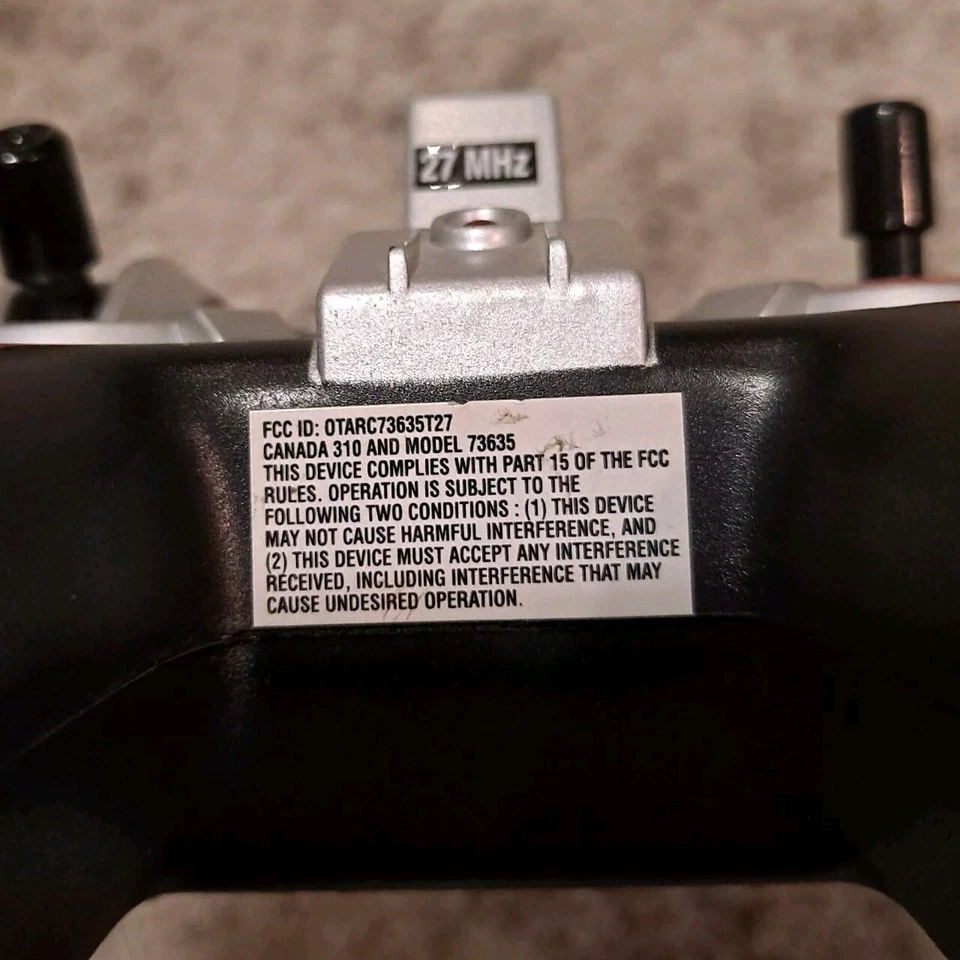 27 MHz
FCC ID: OTARC73635T27
CANADA 310 AND MODEL 73635
THIS DEVICE COMPLIES WITH PART 15 OF THE FCC
RULES. OPERATION IS SUBJECT TO THE
FOLLOWING TWO CONDITIONS : (1) THIS DEVICE
MAY NOT CAUSE HARMFUL INTERFERENCE, AND
(2) THIS DEVICE MUST ACCEPT ANY INTERFERENCE
RECEIVED, INCLUDING INTERFERENCE THAT MAY
CAUSE UNDESIRED OPERATION.